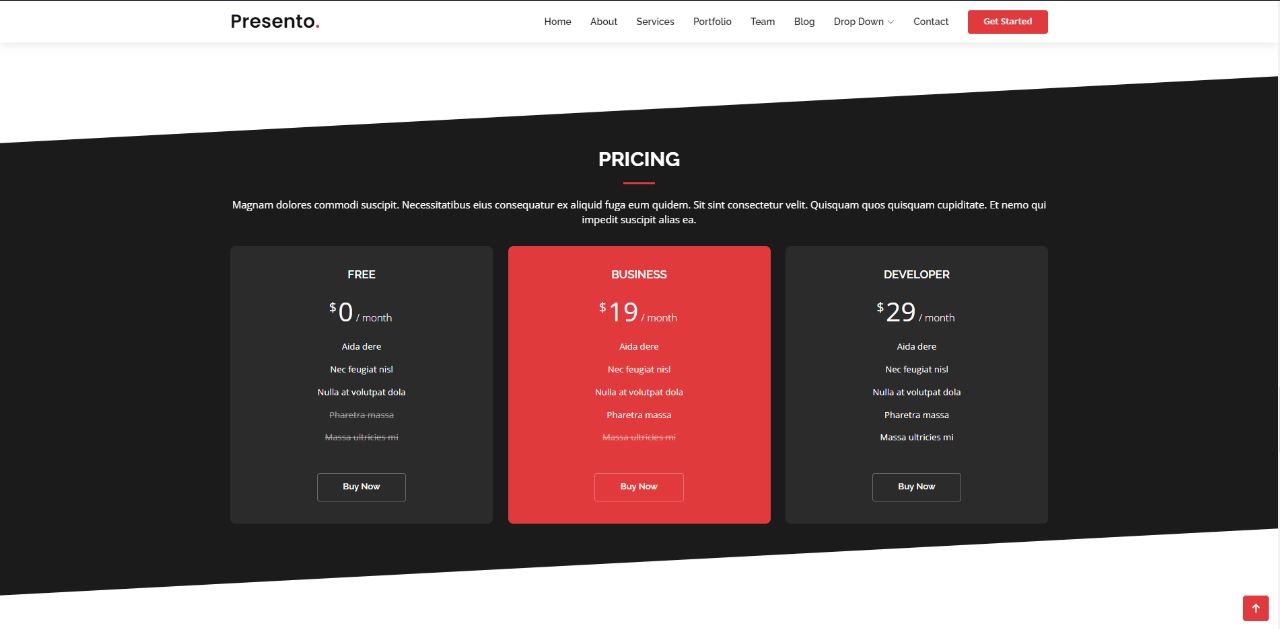 Presento.
Home About Services Portfolio Team Blog Drop Down Contact Get Started
PRICING
Magnam dolores commodi suscipit. Necessitatibus eius consequatur ex aliquid fuga eum quidem. Sit sint consectetur velit. Quisquam quos quisquam cupiditate. Et nemo qui
impedit suscipit alias ea.
FREE
$0 / month
Aida dere
Nec feugiat nisl
Nulla at volutpat dola
Pharetra massa
Massa ultricies mi
Buy Now
BUSINESS
$19 / month
Aida dere
Nec feugiat nisl
Nulla at volutpat dola
Pharetra massa
Massa ultricies mi
Buy Now
DEVELOPER
$29 / month
Aida dere
Nec feugiat nisl
Nulla at volutpat dola
Pharetra massa
Massa ultricies mi
Buy Now